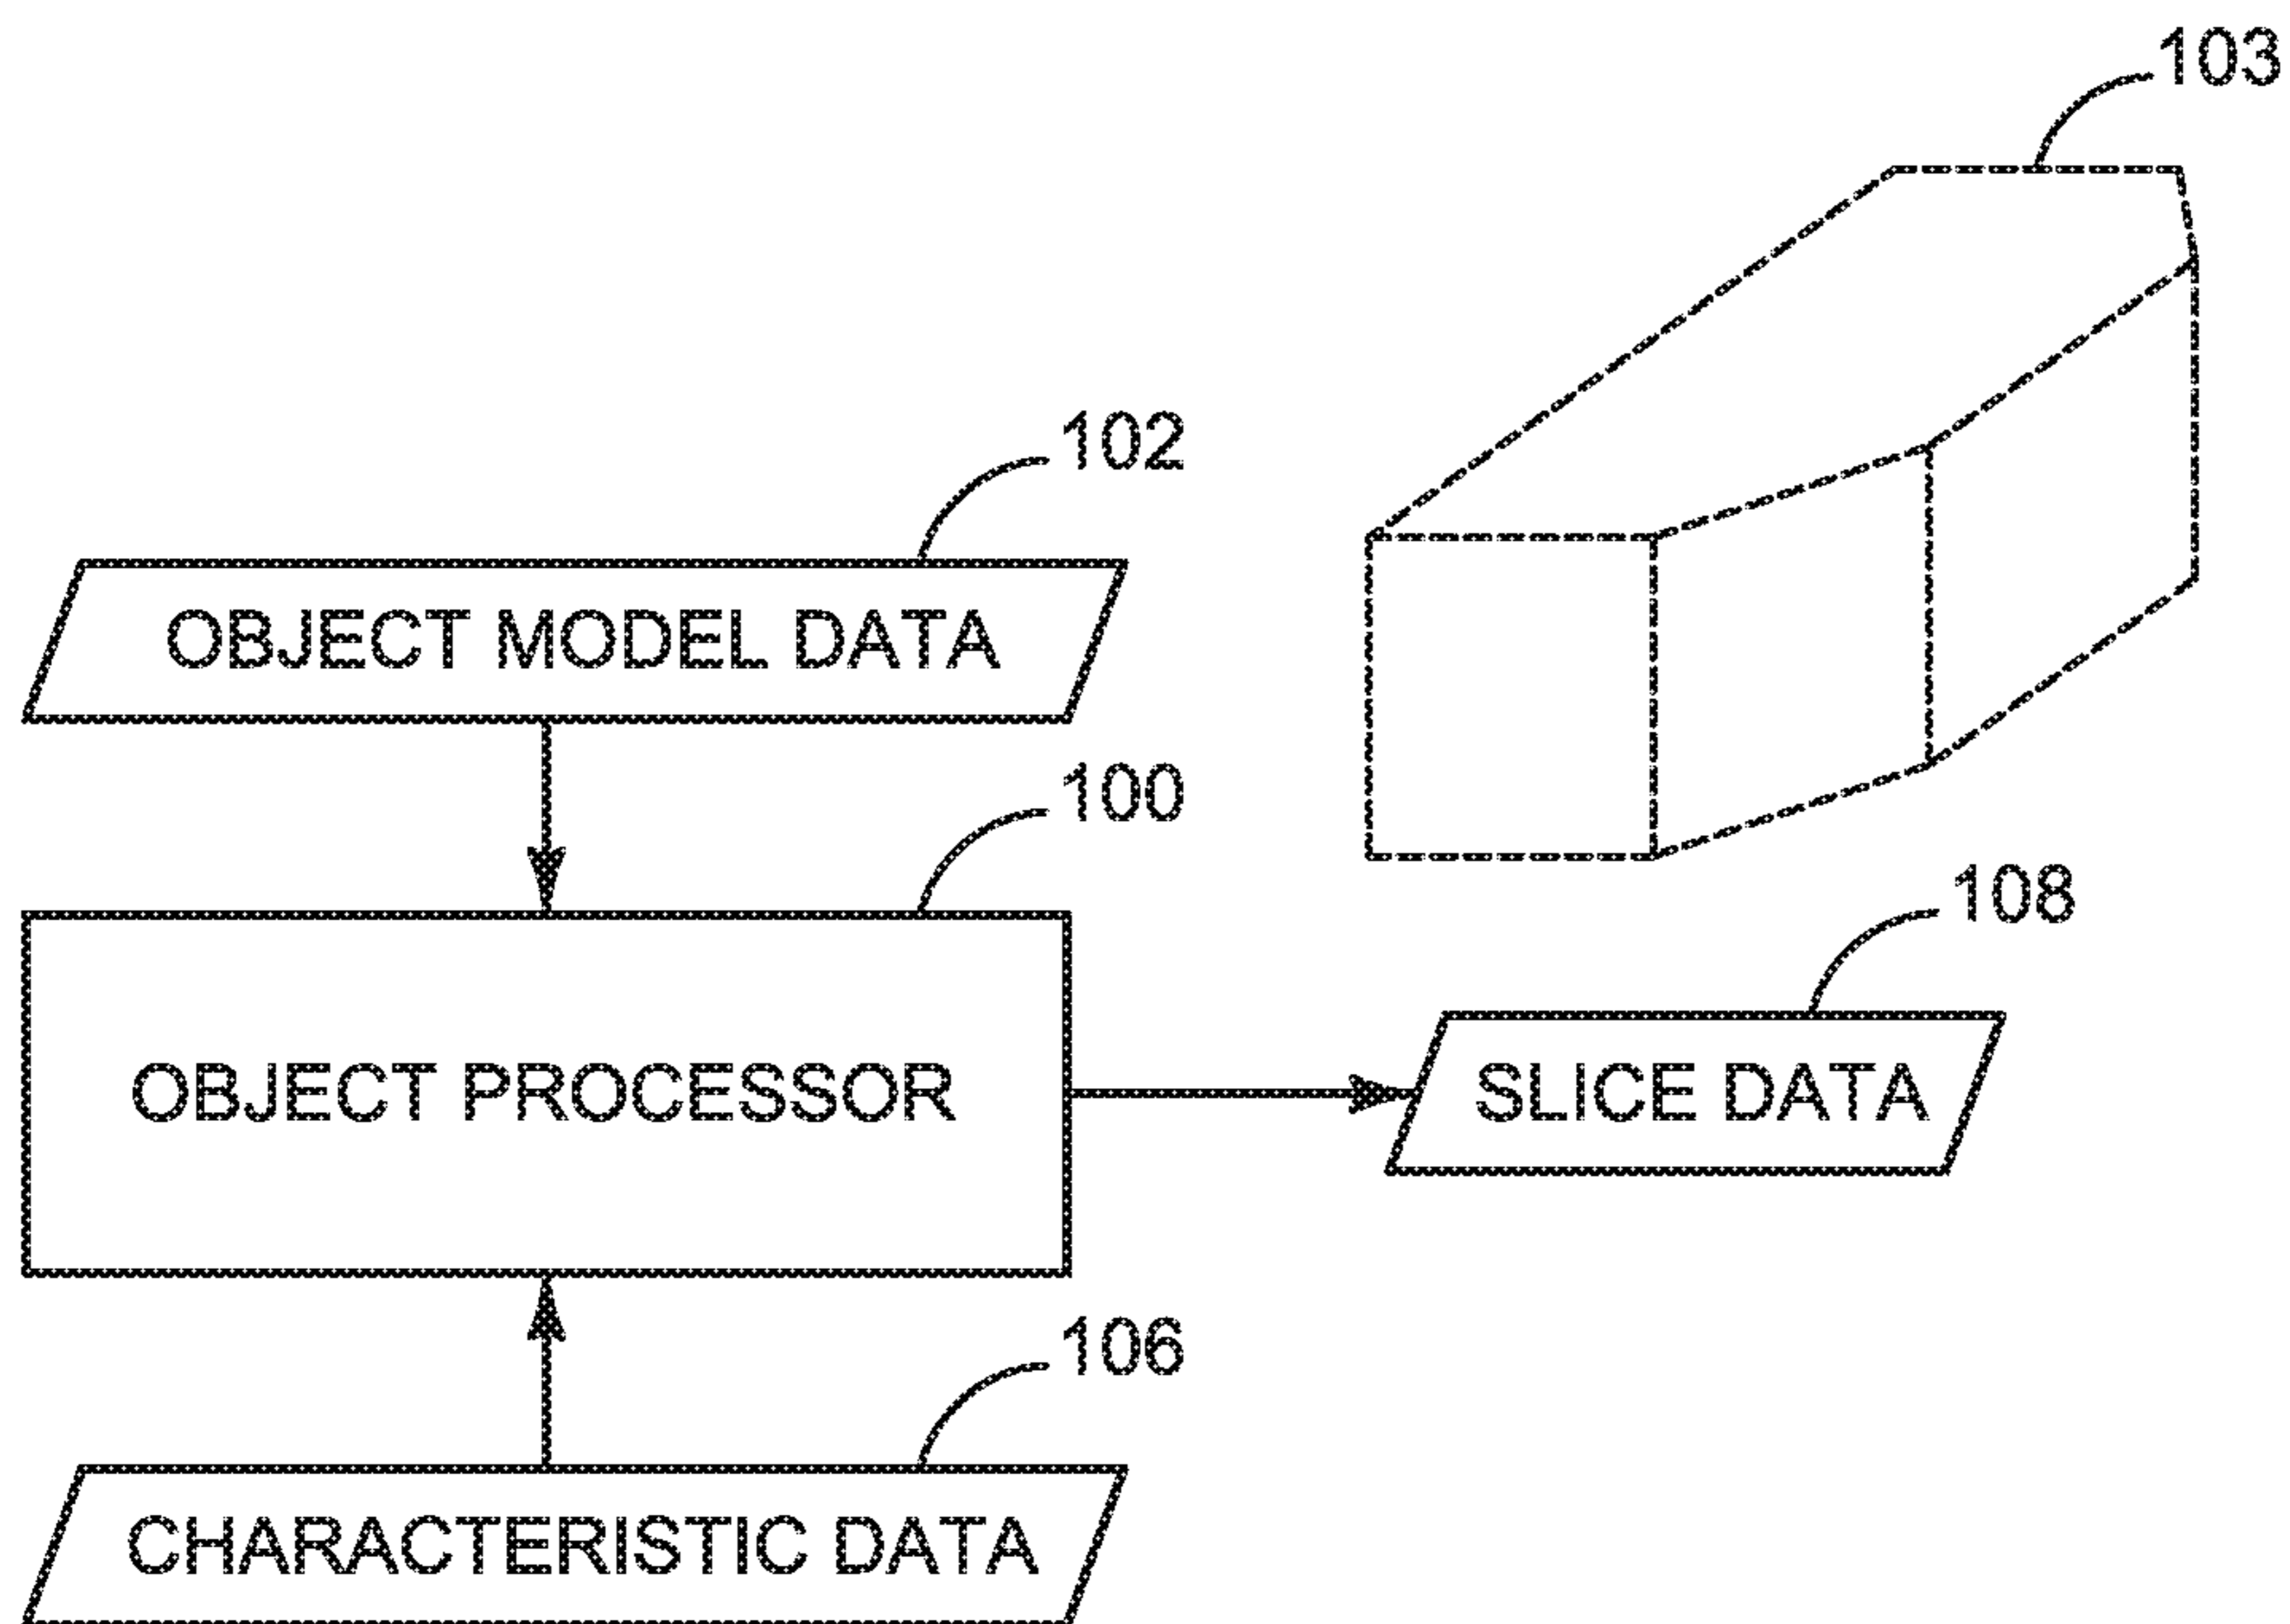 103
102
OBJECT MODEL DATA
100
108
OBJECT PROCESSOR
SLICE DATA
106
CHARACTERISTIC DATA